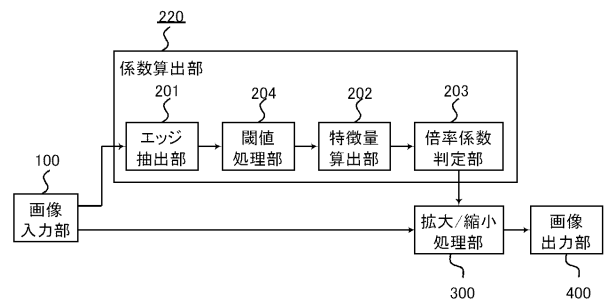 220
係数算出部
201
204
202
203
エッジ
抽出部
閾値
処理部
特徴量
算出部
倍率係数
判定部
100
画像
入力部
拡大/縮小
処理部
画像
出力部
300
400